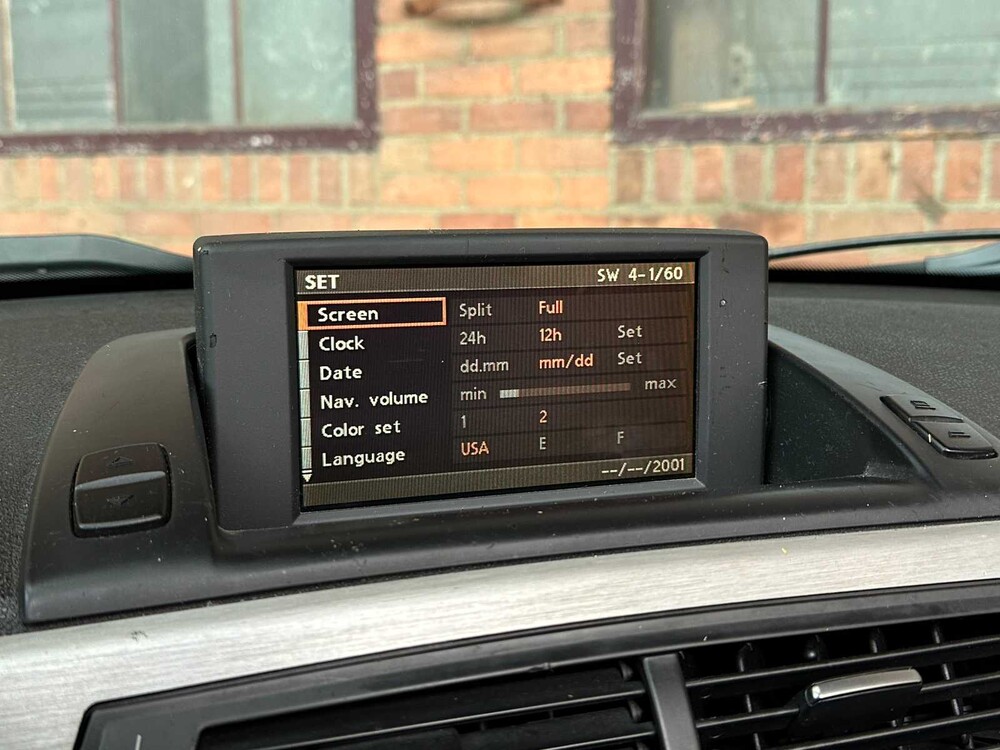 SET SW 4-1/60
Screen Split Full
Clock 24h 12h Set
Date dd.mm mm/dd Set
Nav. volume min max
Color set 1 2
Language USA E F
--/--/2001